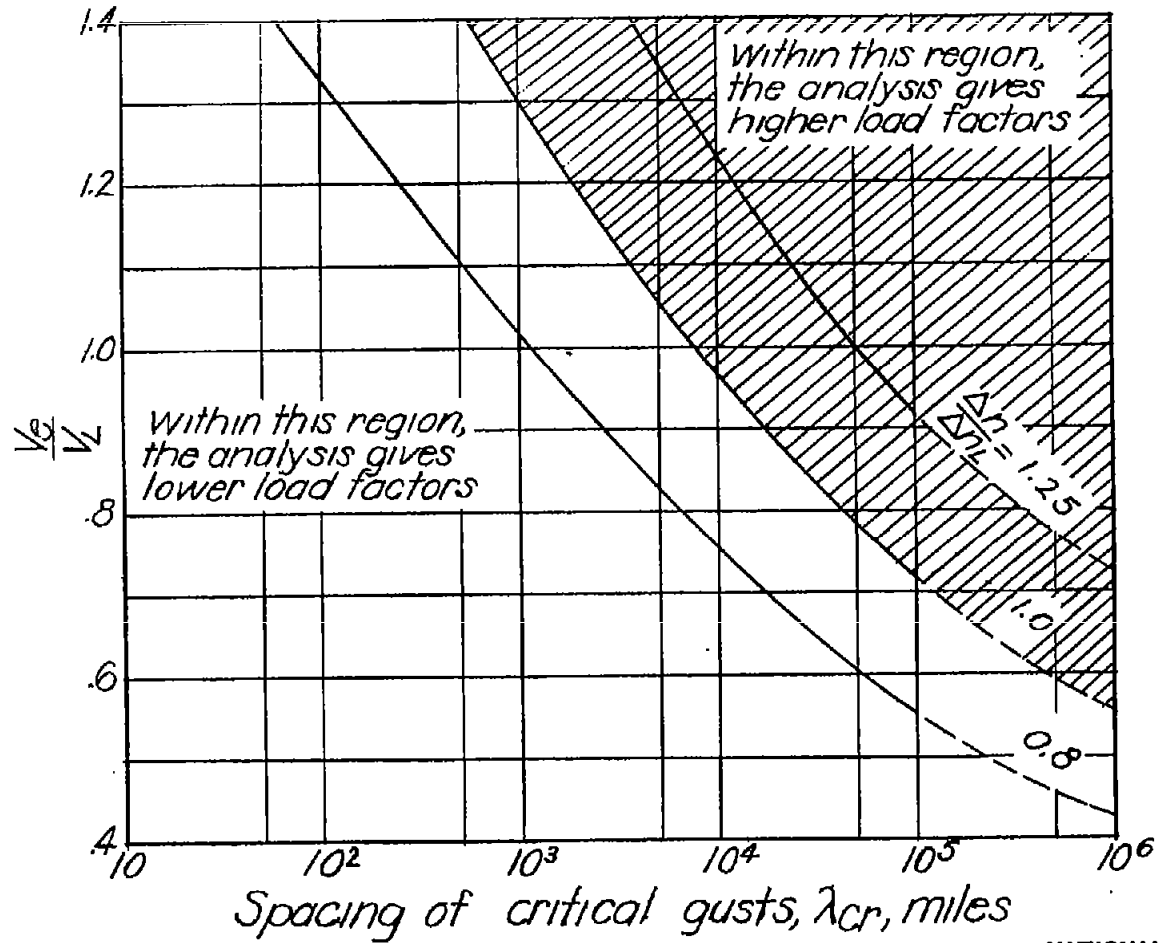 1.4
Within this region,
the analysis gives
higher load factors
1.2
1.0
Ve/VL
Within this region,
the analysis gives
lower load factors
Δn/ΔnL = 1.25
.8
1.0
.6
0.8
.4
10 10² 10³ 10⁴ 10⁵ 10⁶
Spacing of critical gusts, λcr, miles